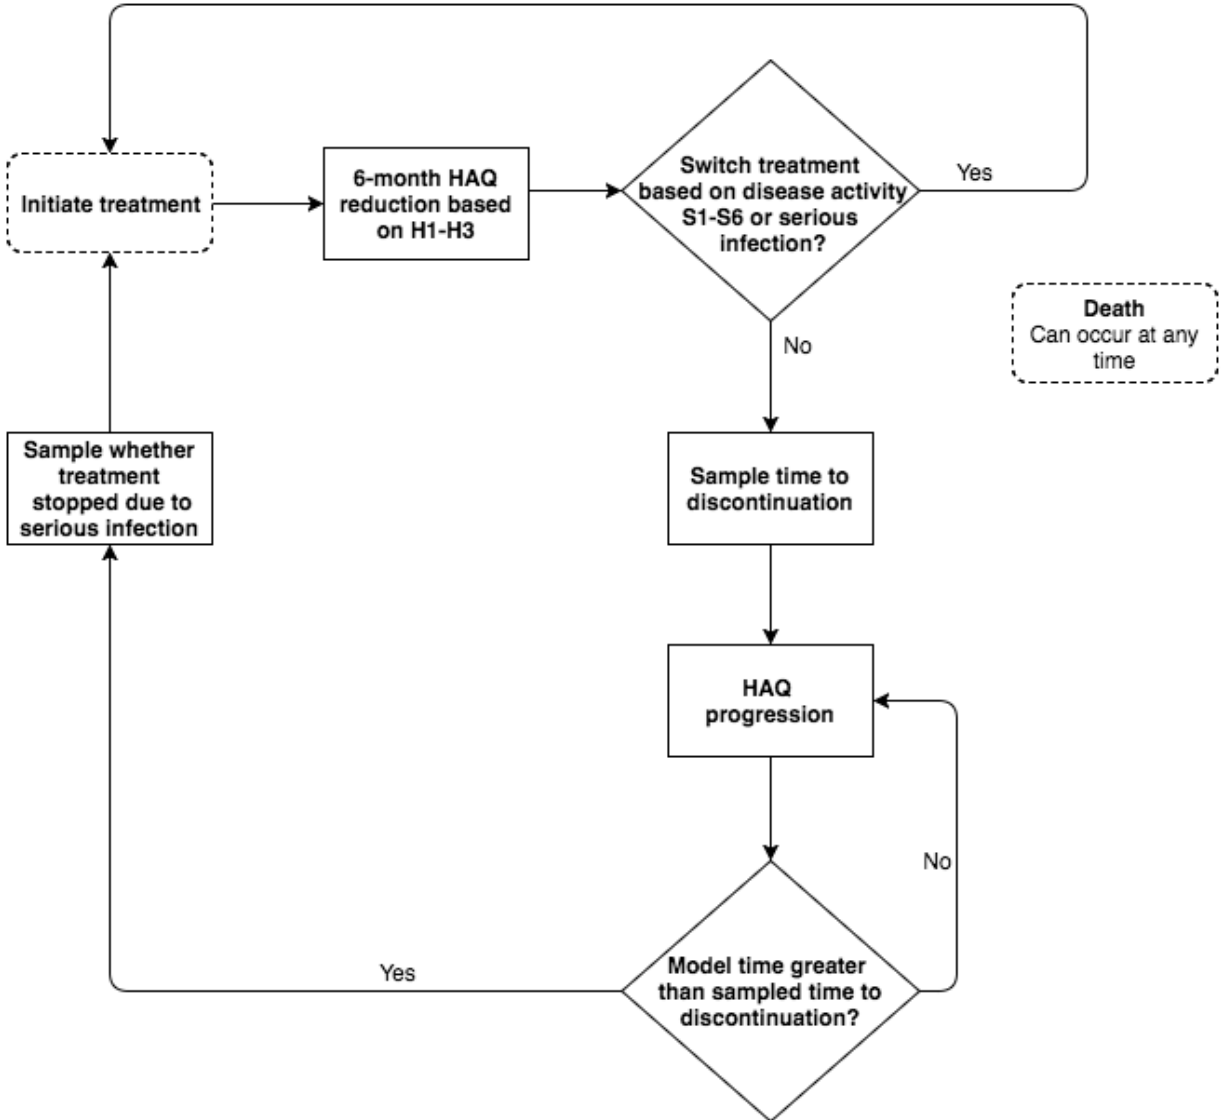 Initiate treatment
6-month HAQ
reduction based
on H1-H3
Switch treatment
based on disease activity
S1-S6 or serious
infection?
Yes
No
Death
Can occur at any
time
Sample whether
treatment
stopped due to
serious infection
Sample time to
discontinuation
HAQ
progression
No
Yes
Model time greater
than sampled time to
discontinuation?